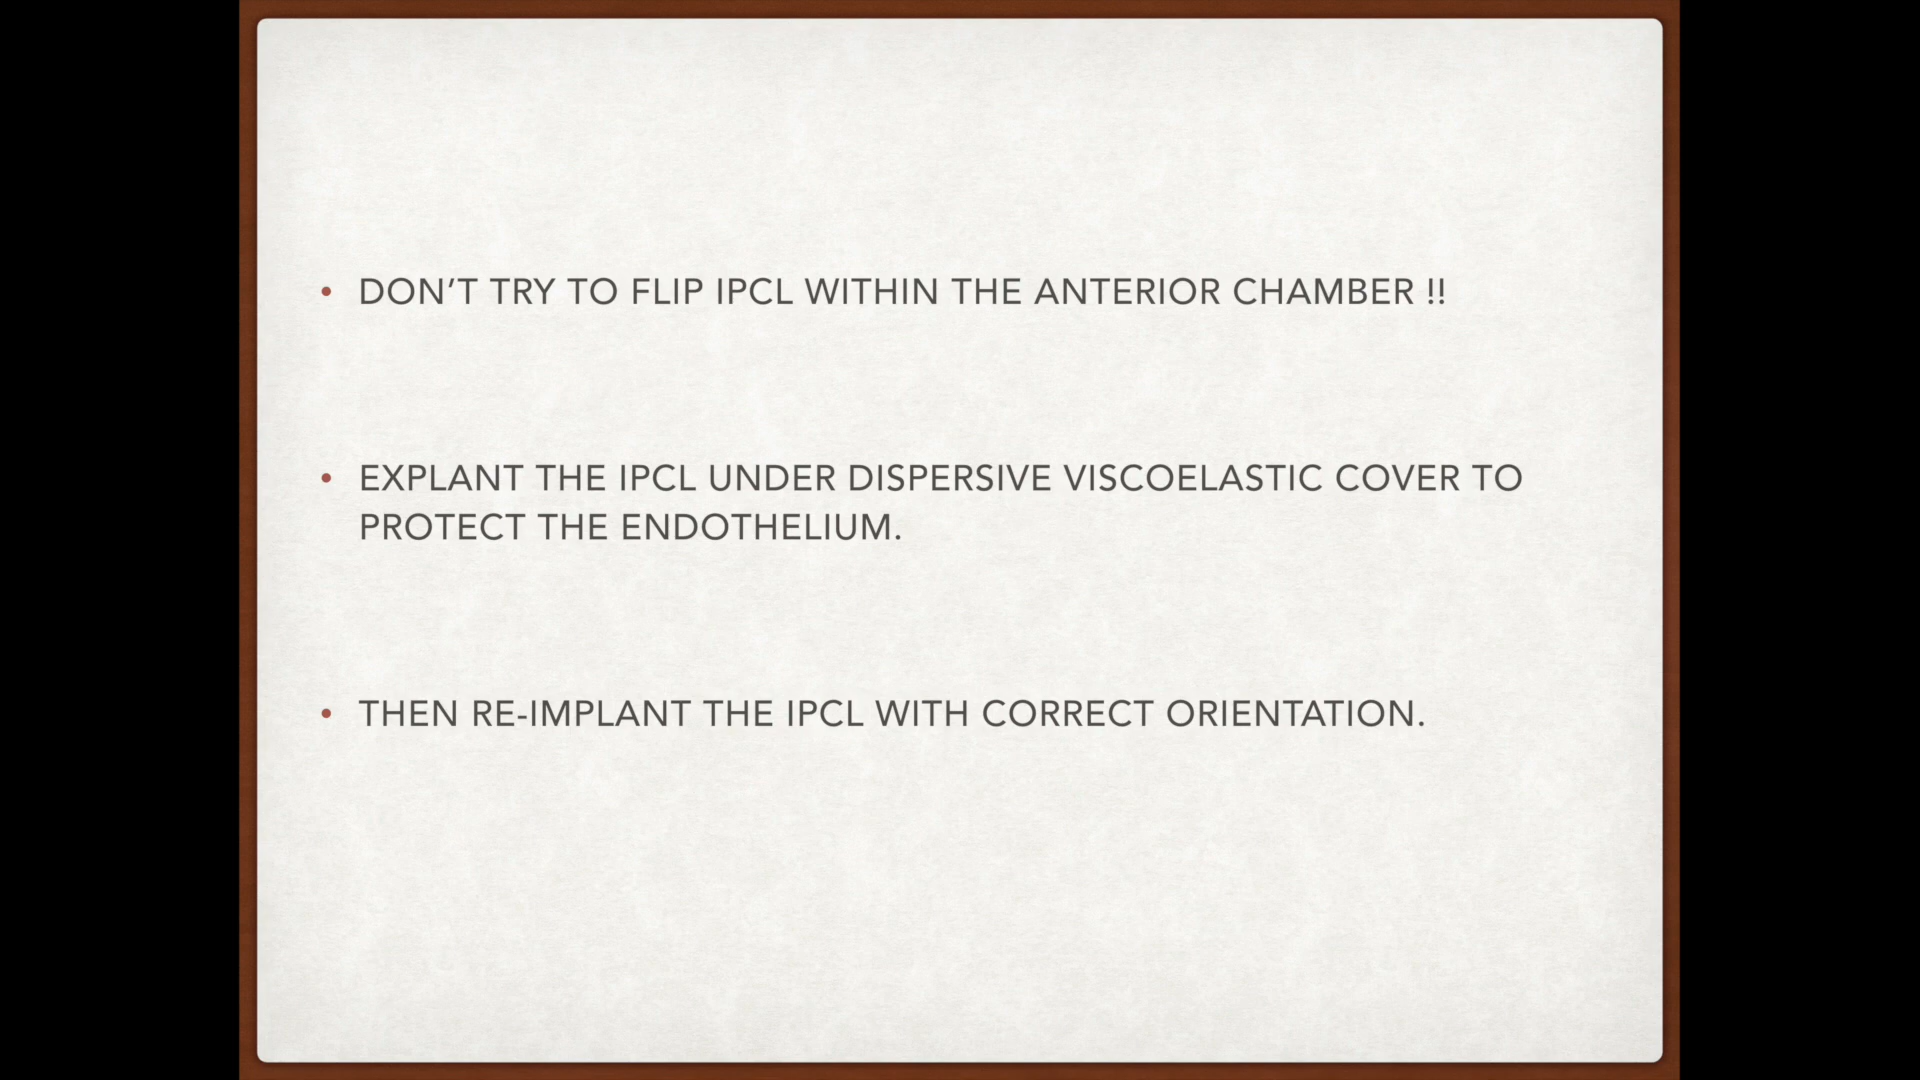 • DON’T TRY TO FLIP IPCL WITHIN THE ANTERIOR CHAMBER !!
• EXPLANT THE IPCL UNDER DISPERSIVE VISCOELASTIC COVER TO
PROTECT THE ENDOTHELIUM.
• THEN RE-IMPLANT THE IPCL WITH CORRECT ORIENTATION.